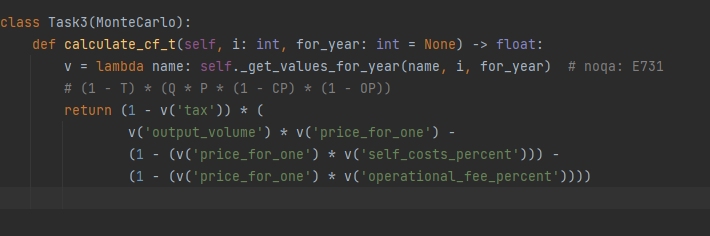 class Task3(MonteCarlo):
    def calculate_cf_t(self, i: int, for_year: int = None) -> float:
        v = lambda name: self._get_values_for_year(name, i, for_year)  # noqa: E731
        # (1 - T) * (Q * P * (1 - CP) * (1 - OP))
        return (1 - v('tax')) * (
                v('output_volume') * v('price_for_one') -
                (1 - (v('price_for_one') * v('self_costs_percent'))) -
                (1 - (v('price_for_one') * v('operational_fee_percent'))))